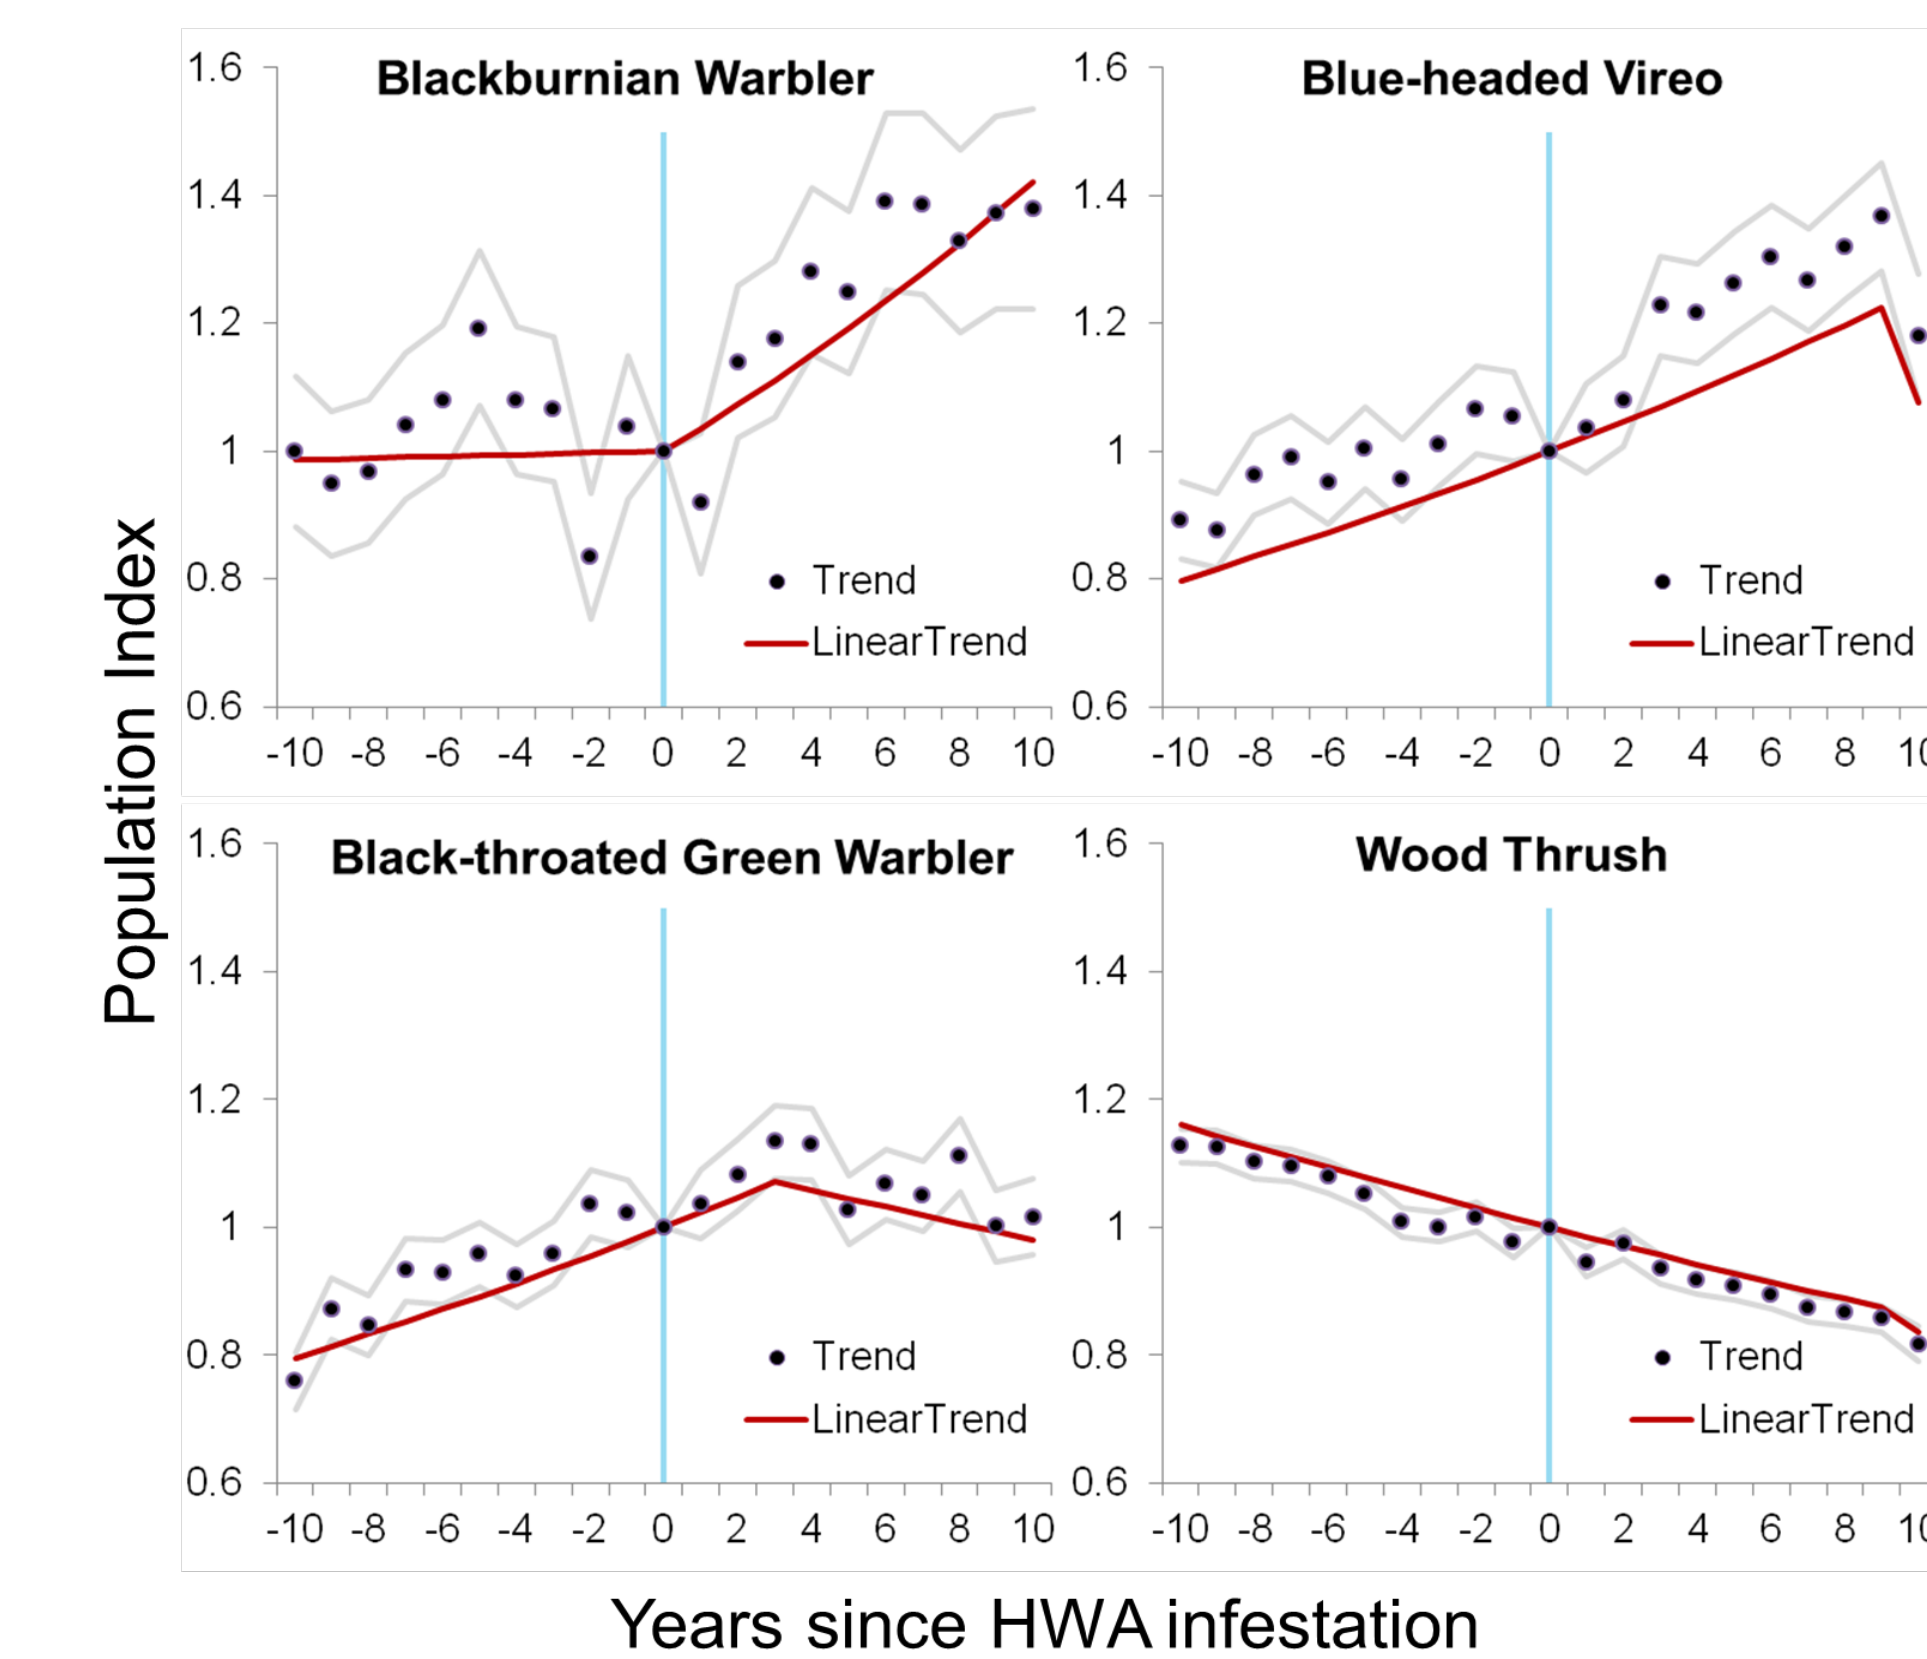 Population Index
Blackburnian Warbler
1.6
1.4
1.2
1
0.8
0.6
-10 -8 -6 -4 -2 0 2 4 6 8 10
Trend
LinearTrend
Blue-headed Vireo
1.6
1.4
1.2
1
0.8
0.6
-10 -8 -6 -4 -2 0 2 4 6 8 10
Trend
LinearTrend
Black-throated Green Warbler
1.6
1.4
1.2
1
0.8
0.6
-10 -8 -6 -4 -2 0 2 4 6 8 10
Trend
LinearTrend
Wood Thrush
1.6
1.4
1.2
1
0.8
0.6
-10 -8 -6 -4 -2 0 2 4 6 8 10
Trend
LinearTrend
Years since HWA infestation